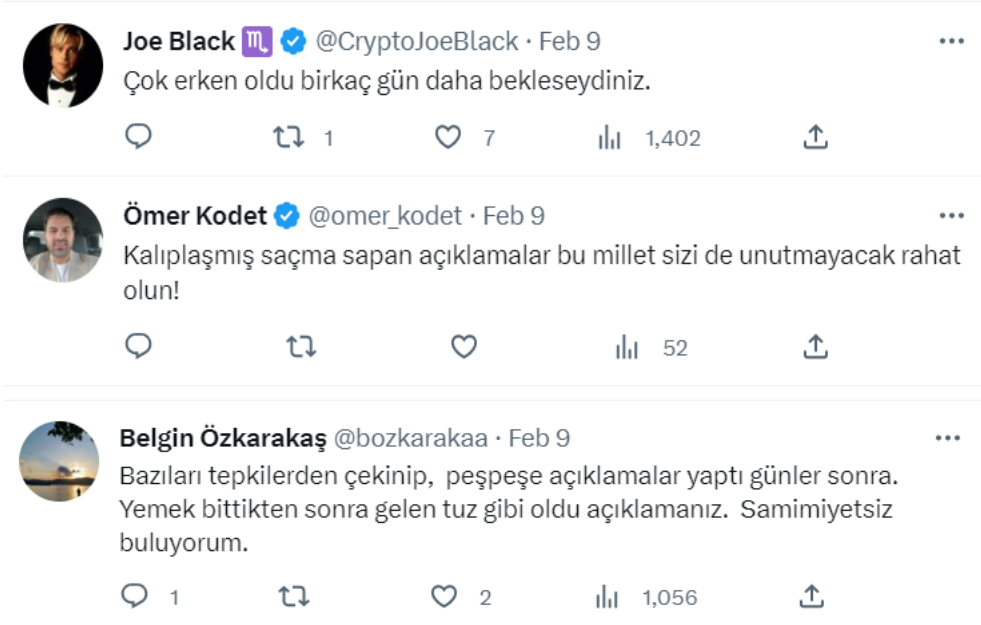 Joe Black ♏ @CryptoJoeBlack · Feb 9
Çok erken oldu birkaç gün daha bekleseydiniz.
1 7 1,402
Ömer Kodet @omer_kodet · Feb 9
Kalıplaşmış saçma sapan açıklamalar bu millet sizi de unutmayacak rahat
olun!
52
Belgin Özkarakaş @bozkarakaa · Feb 9
Bazıları tepkilerden çekinip,  peşpeşe açıklamalar yaptı günler sonra.
Yemek bittikten sonra gelen tuz gibi oldu açıklamanız.  Samimiyetsiz
buluyorum.
1 2 1,056